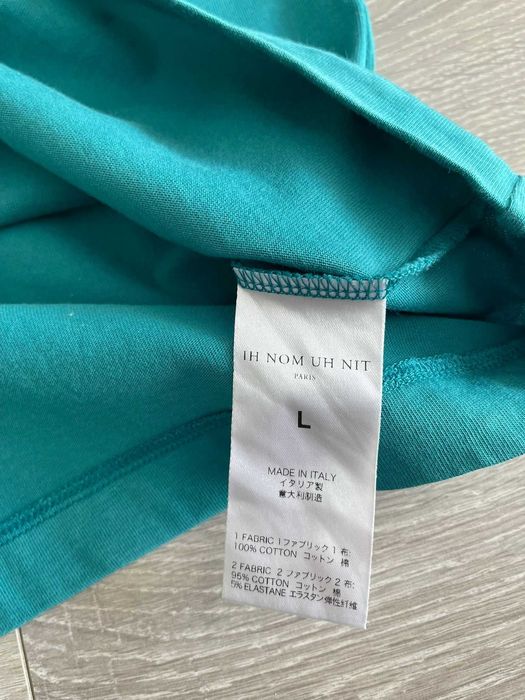 IH NOM UH NIT
PARIS
L
MADE IN ITALY
イタリア製
意大利制造
1 FABRIC 1ファブリック 1 布:
100% COTTON コットン 棉
2 FABRIC 2 ファブリック 2 布:
95% COTTON コットン 棉
5% ELASTANE エラスタン弹性纤维